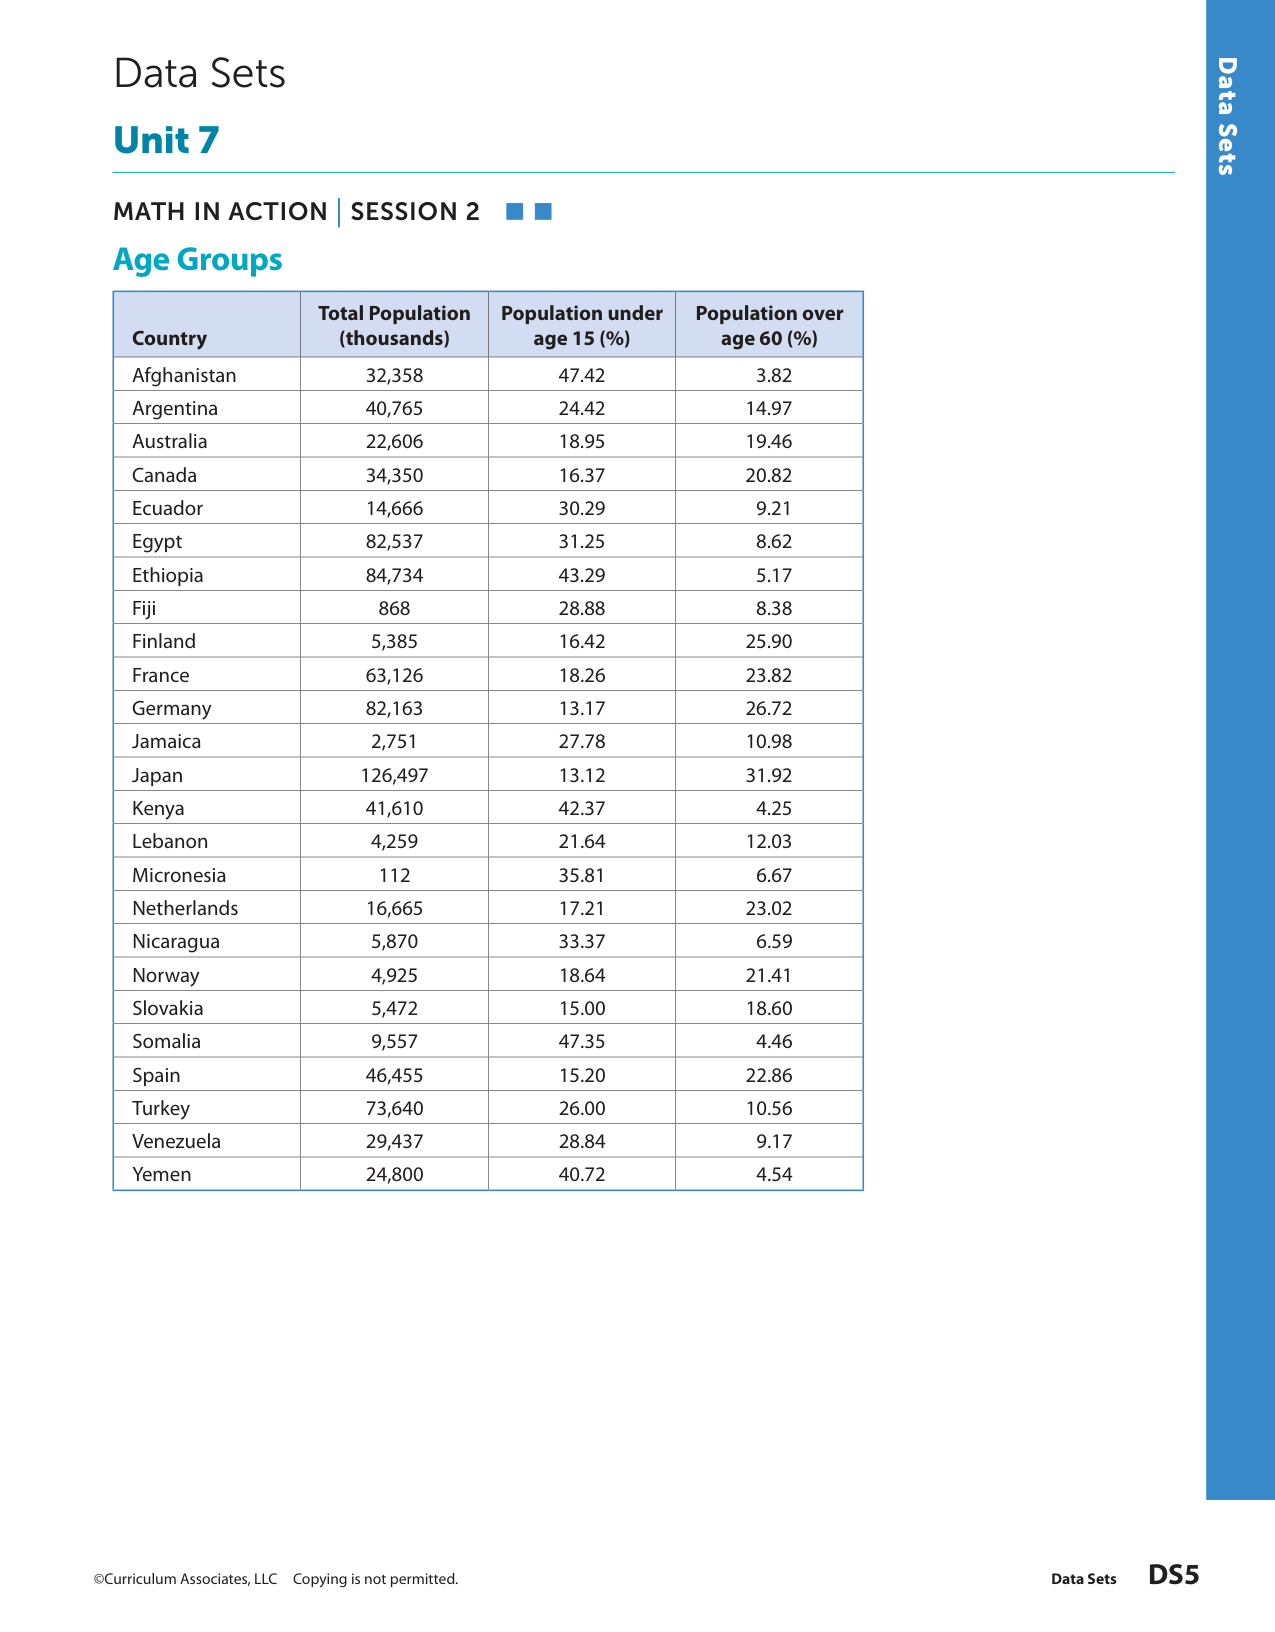 Data Sets
Unit 7
MATH IN ACTION | SESSION 2
Age Groups
Country Total Population (thousands) Population under age 15 (%) Population over age 60 (%)
Afghanistan 32,358 47.42 3.82
Argentina 40,765 24.42 14.97
Australia 22,606 18.95 19.46
Canada 34,350 16.37 20.82
Ecuador 14,666 30.29 9.21
Egypt 82,537 31.25 8.62
Ethiopia 84,734 43.29 5.17
Fiji 868 28.88 8.38
Finland 5,385 16.42 25.90
France 63,126 18.26 23.82
Germany 82,163 13.17 26.72
Jamaica 2,751 27.78 10.98
Japan 126,497 13.12 31.92
Kenya 41,610 42.37 4.25
Lebanon 4,259 21.64 12.03
Micronesia 112 35.81 6.67
Netherlands 16,665 17.21 23.02
Nicaragua 5,870 33.37 6.59
Norway 4,925 18.64 21.41
Slovakia 5,472 15.00 18.60
Somalia 9,557 47.35 4.46
Spain 46,455 15.20 22.86
Turkey 73,640 26.00 10.56
Venezuela 29,437 28.84 9.17
Yemen 24,800 40.72 4.54
Data Sets
©Curriculum Associates, LLC Copying is not permitted.
Data Sets DS5